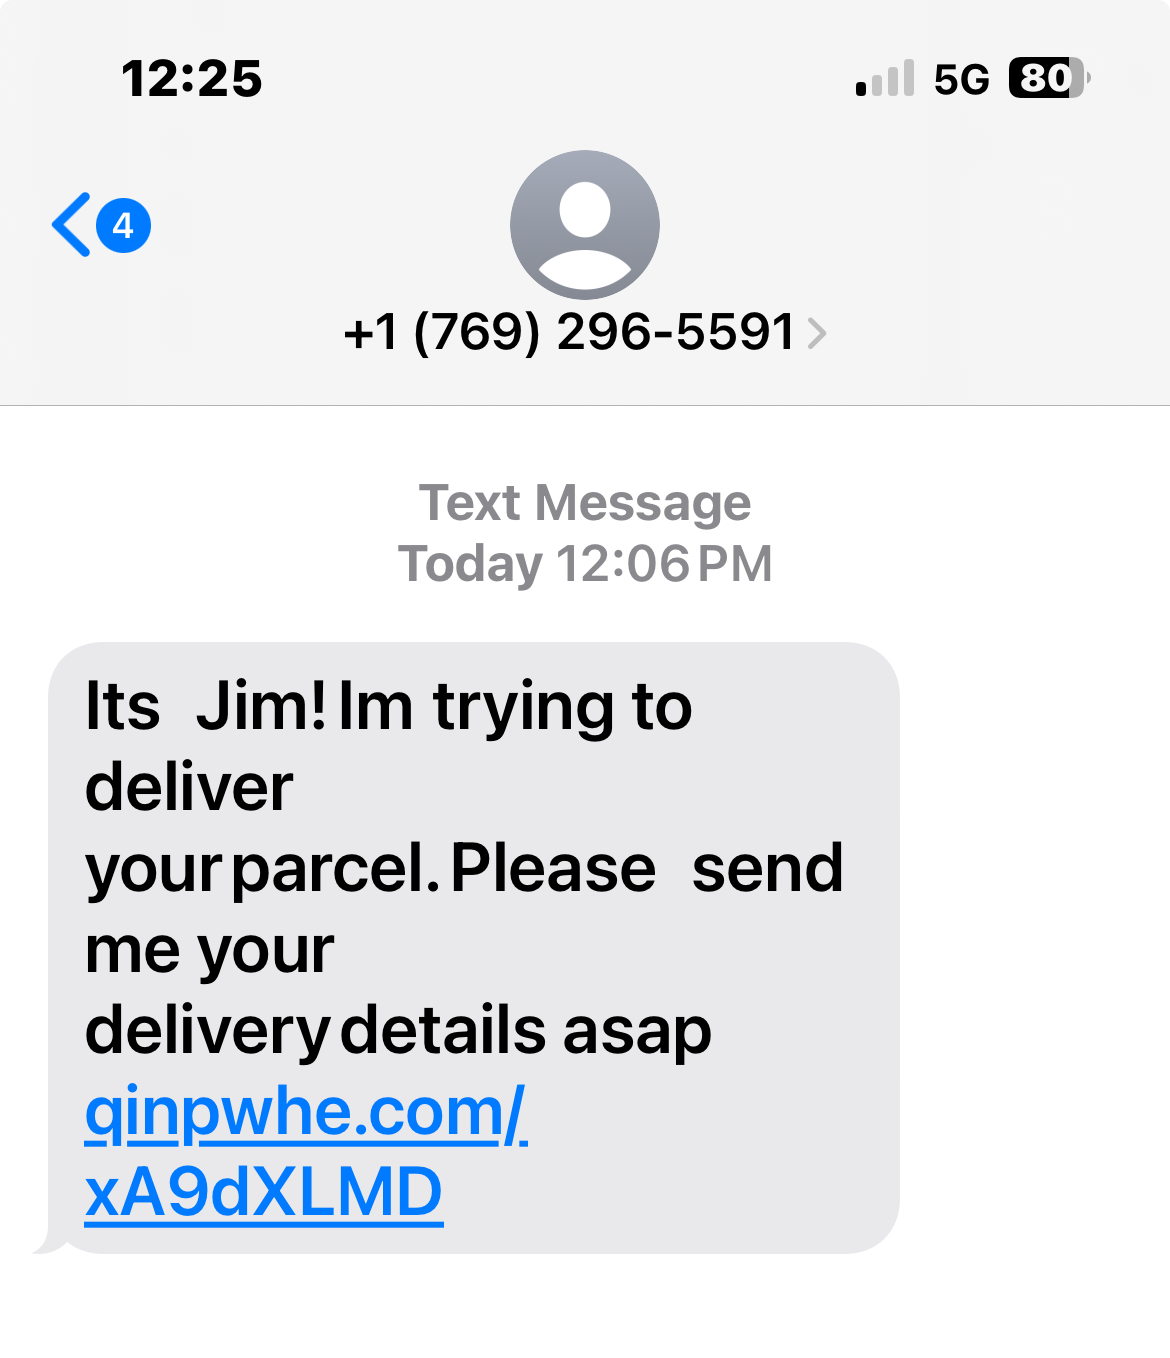 12:25
5G 80
4
+1 (769) 296-5591
Text Message
Today 12:06 PM
Its  Jim! Im trying to
deliver
your parcel. Please  send
me your
delivery details asap
qinpwhe.com/
xA9dXLMD